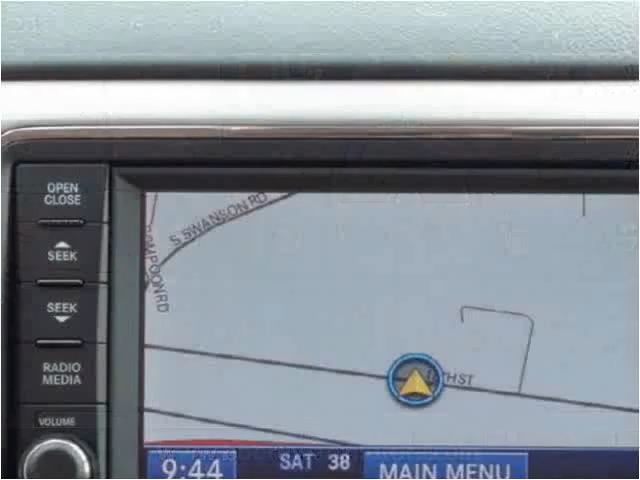 OPEN
CLOSE
SEEK
SEEK
RADIO
MEDIA
VOLUME
S SWANSON RD
9:44
SAT 38
MAIN MENU